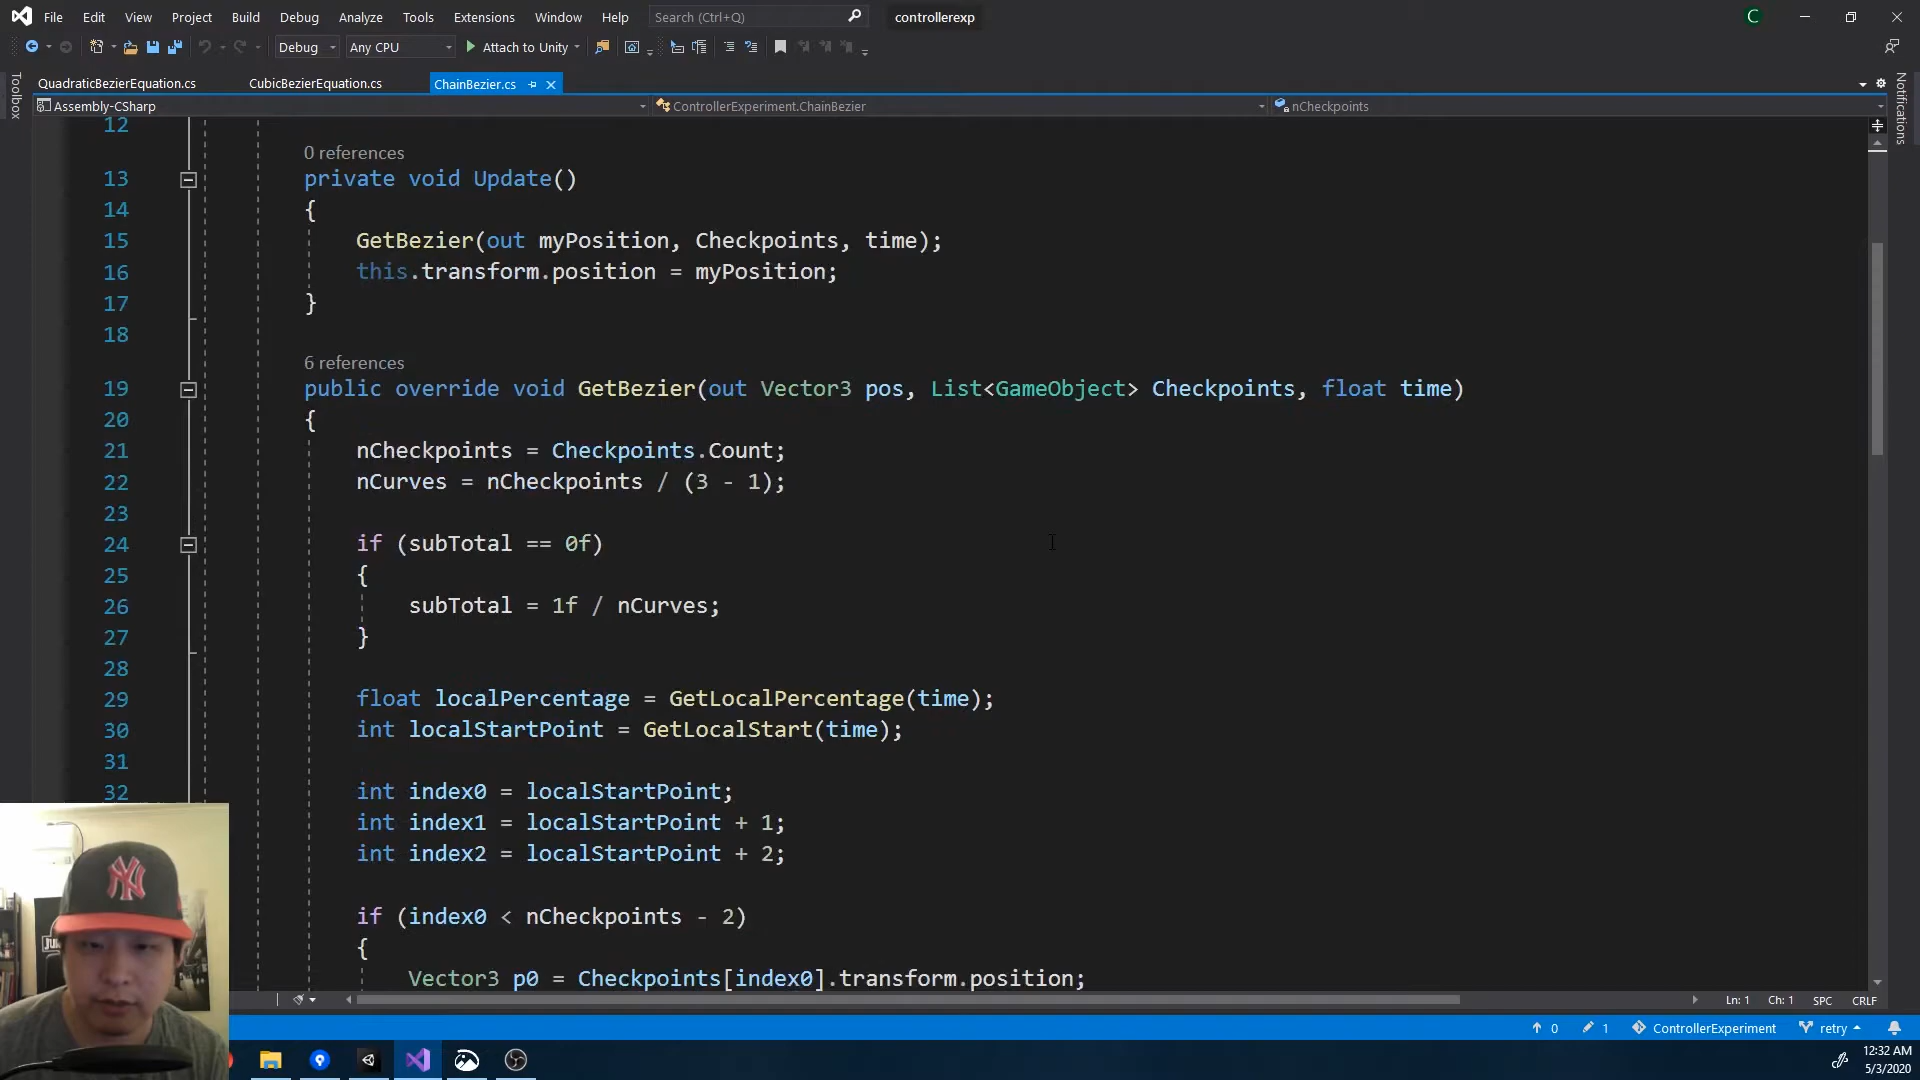 File Edit View Project Build Debug Analyze Tools Extensions Window Help Search (Ctrl+Q) controllerexp C
Debug Any CPU Attach to Unity
QuadraticBezierEquation.cs CubicBezierEquation.cs ChainBezier.cs
Assembly-CSharp ControllerExperiment.ChainBezier nCheckpoints
Toolbox
Notifications
12
0 references
13 private void Update()
14 {
15 GetBezier(out myPosition, Checkpoints, time);
16 this.transform.position = myPosition;
17 }
18
6 references
19 public override void GetBezier(out Vector3 pos, List<GameObject> Checkpoints, float time)
20 {
21 nCheckpoints = Checkpoints.Count;
22 nCurves = nCheckpoints / (3 - 1);
23
24 if (subTotal == 0f)
25 {
26 subTotal = 1f / nCurves;
27 }
28
29 float localPercentage = GetLocalPercentage(time);
30 int localStartPoint = GetLocalStart(time);
31
32 int index0 = localStartPoint;
int index1 = localStartPoint + 1;
int index2 = localStartPoint + 2;
if (index0 < nCheckpoints - 2)
{
Vector3 p0 = Checkpoints[index0].transform.position;
Ln: 1 Ch: 1 SPC CRLF
0 1 ControllerExperiment retry
12:32 AM
5/3/2020